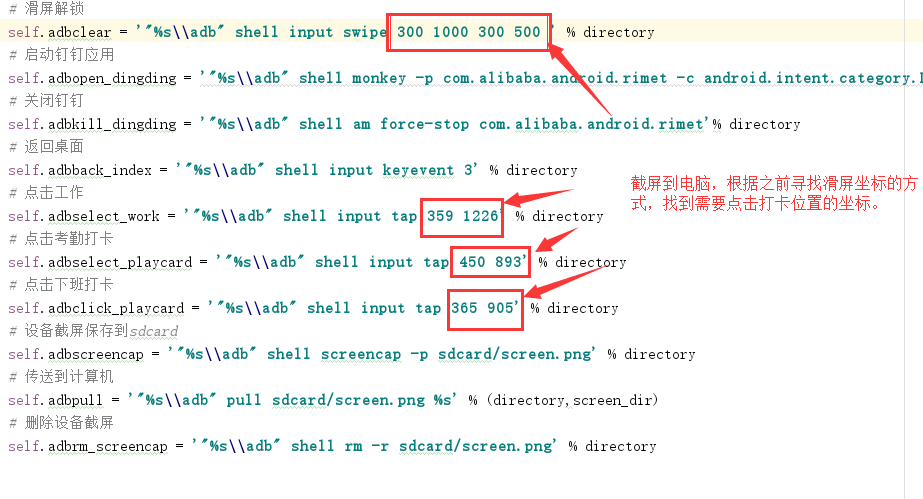 # 滑屏解锁
self.adbclear = '"%s\\adb" shell input swipe 300 1000 300 500 ' % directory
# 启动钉钉应用
self.adbopen_dingding = '"%s\\adb" shell monkey -p com.alibaba.android.rimet -c android.intent.category.
# 关闭钉钉
self.adbkill_dingding = '"%s\\adb" shell am force-stop com.alibaba.android.rimet'% directory
# 返回桌面
self.adbback_index = '"%s\\adb" shell input keyevent 3' % directory
# 点击工作
截屏到电脑，根据之前寻找滑屏坐标的方
式，找到需要点击打卡位置的坐标。
self.adbselect_work = '"%s\\adb" shell input tap 359 1226' % directory
# 点击考勤打卡
self.adbselect_playcard = '"%s\\adb" shell input tap 450 893' % directory
# 点击下班打卡
self.adbclick_playcard = '"%s\\adb" shell input tap 365 905' % directory
# 设备截屏保存到sdcard
self.adbscreencap = '"%s\\adb" shell screencap -p sdcard/screen.png' % directory
# 传送到计算机
self.adbpull = '"%s\\adb" pull sdcard/screen.png %s' % (directory,screen_dir)
# 删除设备截屏
self.adbrm_screencap = '"%s\\adb" shell rm -r sdcard/screen.png' % directory